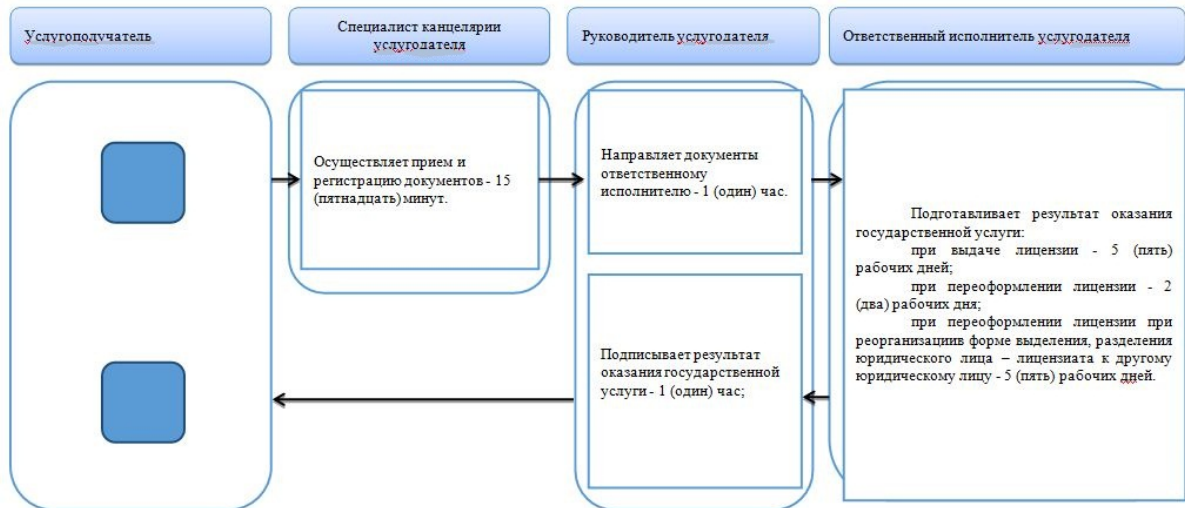 Услугополучатель
Специалист канцелярии
услугодателя
Руководитель услугодателя
Ответственный исполнитель услугодателя
Осуществляет прием и
регистрацию документов - 15
(пятнадцать) минут.
Направляет документы
ответственному
исполнителю - 1 (один) час.
Подписывает результат
оказания государственной
услуги - 1 (один) час;
Подготавливает результат оказания
государственной услуги:
при выдаче лицензии - 5 (пять)
рабочих дней;
при переоформлении лицензии - 2
(два) рабочих дня;
при переоформлении лицензии при
реорганизациив форме выделения, разделения
юридического лица – лицензиата к другому
юридическому лицу - 5 (пять) рабочих дней.